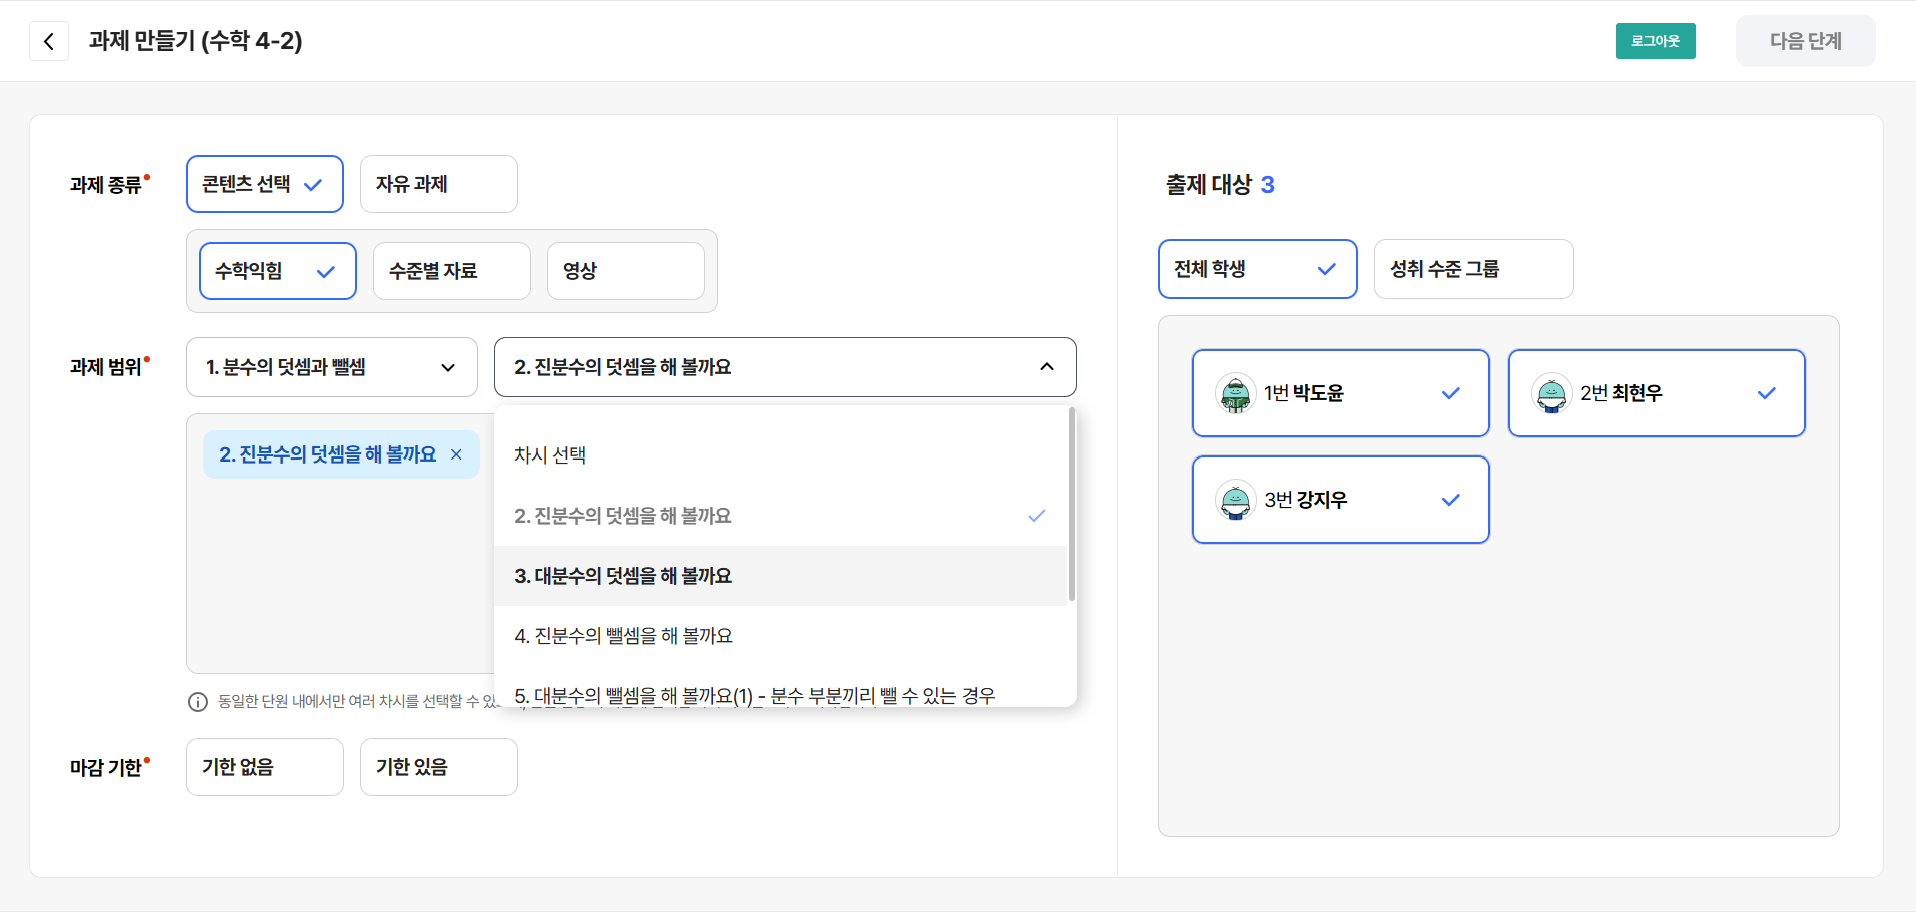 과제 만들기 (수학 4-2)
로그아웃
다음 단계
과제 종류
콘텐츠 선택
자유 과제
수학익힘
수준별 자료
영상
과제 범위
1. 분수의 덧셈과 뺄셈
2. 진분수의 덧셈을 해 볼까요
2. 진분수의 덧셈을 해 볼까요
차시 선택
2. 진분수의 덧셈을 해 볼까요
3. 대분수의 덧셈을 해 볼까요
4. 진분수의 뺄셈을 해 볼까요
5. 대분수의 뺄셈을 해 볼까요(1) - 분수 부분끼리 뺄 수 있는 경우
동일한 단원 내에서만 여러 차시를 선택할 수
마감 기한
기한 없음
기한 있음
출제 대상 3
전체 학생
성취 수준 그룹
1번 박도윤
2번 최현우
3번 강지우